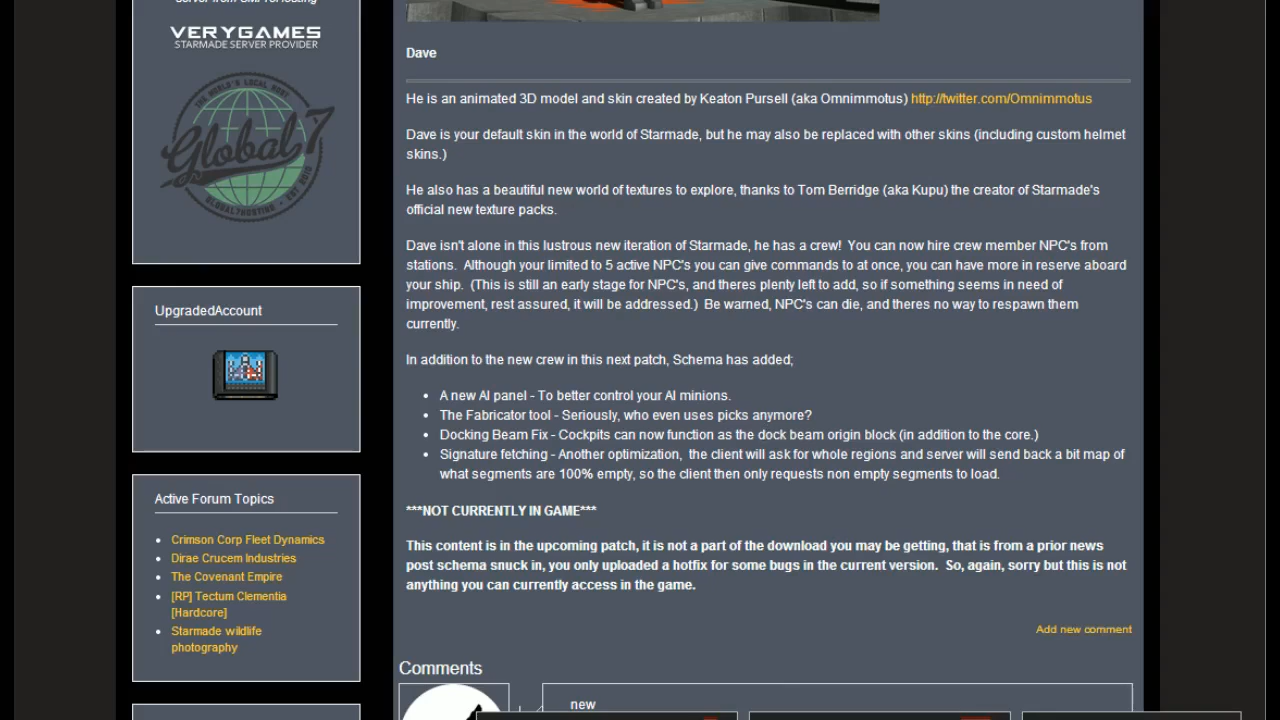 server from GMPrOHosting
VERYGAMES
STARMADE SERVER PROVIDER
THE WORLD'S LOCAL HOST
Global7
GLOBAL7HOSTING • EST 2010
UpgradedAccount
Active Forum Topics
Crimson Corp Fleet Dynamics
Dirae Crucem Industries
The Covenant Empire
[RP] Tectum Clementia
[Hardcore]
Starmade wildlife
photography
Dave
He is an animated 3D model and skin created by Keaton Pursell (aka Omnimmotus) http://twitter.com/Omnimmotus
Dave is your default skin in the world of Starmade, but he may also be replaced with other skins (including custom helmet
skins.)
He also has a beautiful new world of textures to explore, thanks to Tom Berridge (aka Kupu) the creator of Starmade's
official new texture packs.
Dave isn't alone in this lustrous new iteration of Starmade, he has a crew!  You can now hire crew member NPC's from
stations.  Although your limited to 5 active NPC's you can give commands to at once, you can have more in reserve aboard
your ship.  (This is still an early stage for NPC's, and theres plenty left to add, so if something seems in need of
improvement, rest assured, it will be addressed.)  Be warned, NPC's can die, and theres no way to respawn them
currently.
In addition to the new crew in this next patch, Schema has added;
A new AI panel - To better control your AI minions.
The Fabricator tool - Seriously, who even uses picks anymore?
Docking Beam Fix - Cockpits can now function as the dock beam origin block (in addition to the core.)
Signature fetching - Another optimization,  the client will ask for whole regions and server will send back a bit map of
what segments are 100% empty, so the client then only requests non empty segments to load.
***NOT CURRENTLY IN GAME***
This content is in the upcoming patch, it is not a part of the download you may be getting, that is from a prior news
post schema snuck in, you only uploaded a hotfix for some bugs in the current version.  So, again, sorry but this is not
anything you can currently access in the game.
Add new comment
Comments
new